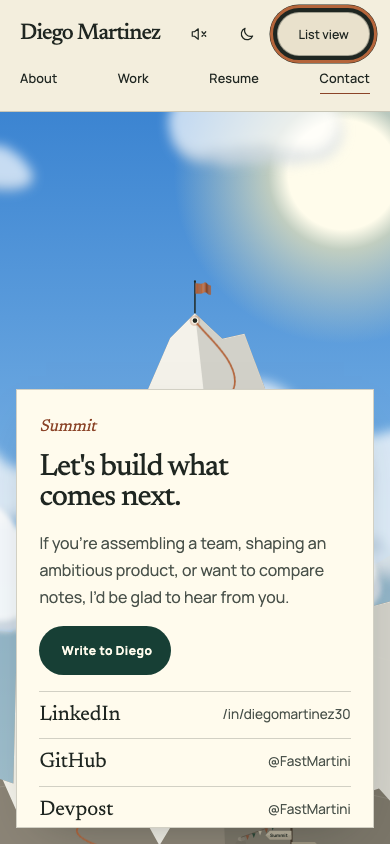 Diego Martinez
List view
About
Work
Resume
Contact
Summit
Let's build what
comes next.
If you're assembling a team, shaping an
ambitious product, or want to compare
notes, I'd be glad to hear from you.
Write to Diego
LinkedIn
/in/diegomartinez30
GitHub
@FastMartini
Devpost
@FastMartini
Summit